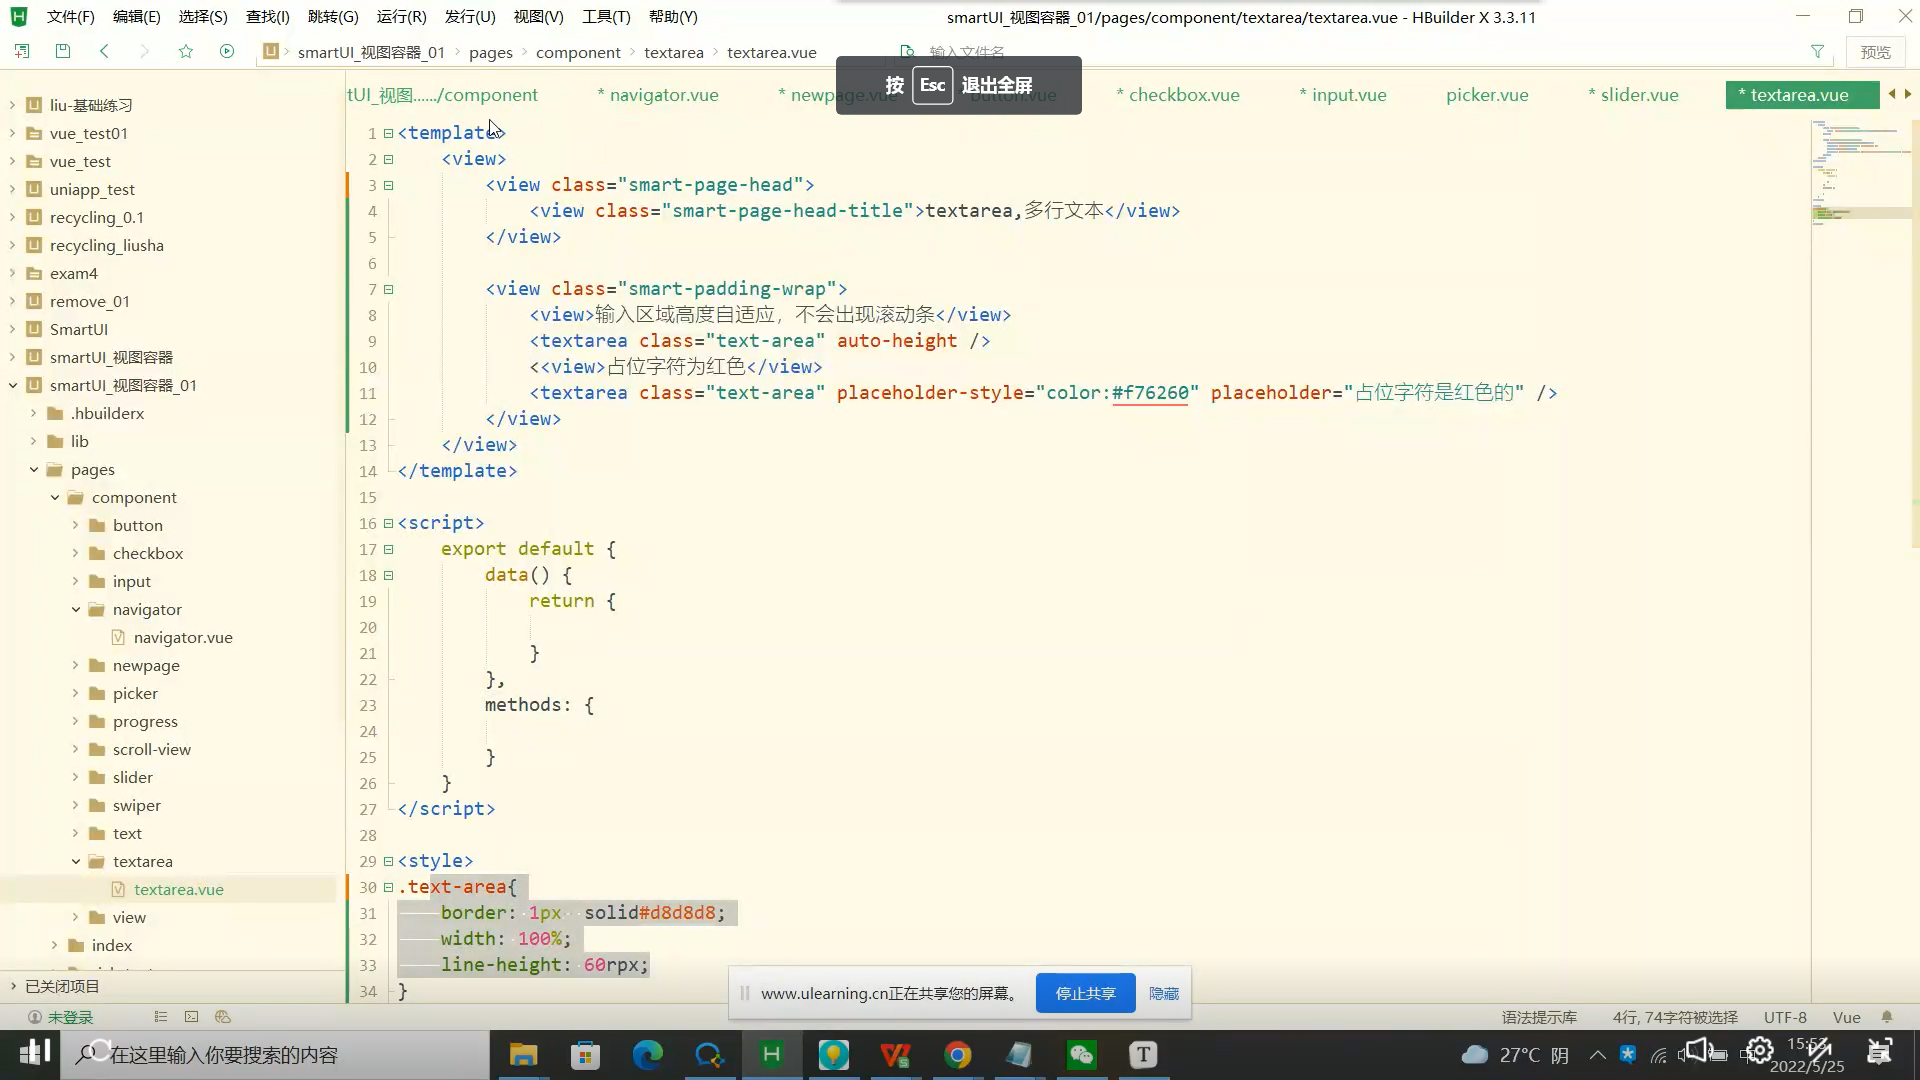 文件(F) 编辑(E) 选择(S) 查找(I) 跳转(G) 运行(R) 发行(U) 视图(V) 工具(T) 帮助(Y) smartUI_视图容器_01/pages/component/textarea/textarea.vue - HBuilder X 3.3.11
smartUI_视图容器_01 pages component textarea textarea.vue 输入文件名 预览
按 Esc 退出全屏
tUI_视图....../component * navigator.vue * newpage.vue button.vue * checkbox.vue * input.vue picker.vue * slider.vue * textarea.vue
liu-基础练习
vue_test01
vue_test
uniapp_test
recycling_0.1
recycling_liusha
exam4
remove_01
SmartUI
smartUI_视图容器
smartUI_视图容器_01
.hbuilderx
lib
pages
component
button
checkbox
input
navigator
navigator.vue
newpage
picker
progress
scroll-view
slider
swiper
text
textarea
textarea.vue
view
index
已关闭项目
1 <template>
2 <view>
3 <view class="smart-page-head">
4 <view class="smart-page-head-title">textarea,多行文本</view>
5 </view>
6
7 <view class="smart-padding-wrap">
8 <view>输入区域高度自适应，不会出现滚动条</view>
9 <textarea class="text-area" auto-height />
10 <<view>占位字符为红色</view>
11 <textarea class="text-area" placeholder-style="color:#f76260" placeholder="占位字符是红色的" />
12 </view>
13 </view>
14 </template>
15
16 <script>
17 export default {
18 data() {
19 return {
20
21 }
22 },
23 methods: {
24
25 }
26 }
27 </script>
28
29 <style>
30 .text-area{
31 border: 1px solid#d8d8d8;
32 width: 100%;
33 line-height: 60rpx;
34 }
www.ulearning.cn正在共享您的屏幕。 停止共享 隐藏
未登录 语法提示库 4行, 74字符被选择 UTF-8 Vue
在这里输入你要搜索的内容 27°C 阴
2022/5/25